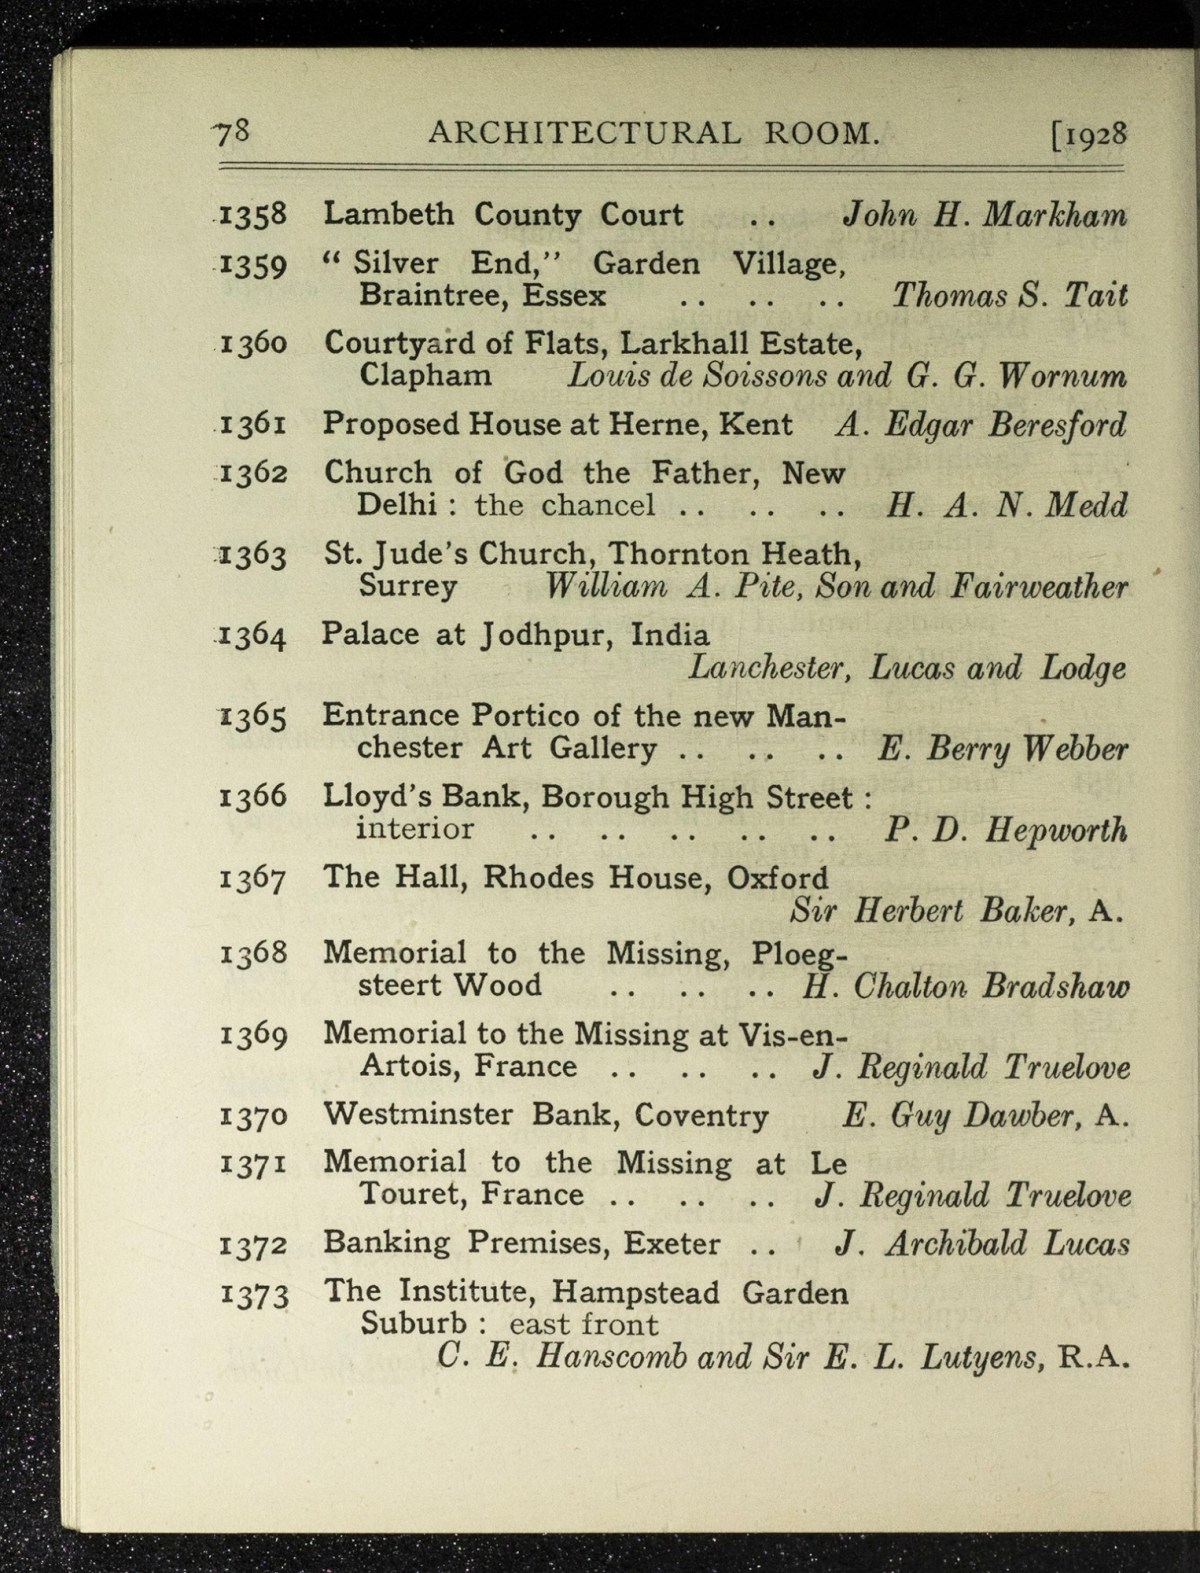 78 ARCHITECTURAL ROOM. [1928
1358 Lambeth County Court .. John H. Markham
1359 “ Silver End,” Garden Village,
Braintree, Essex .. .. .. Thomas S. Tait
1360 Courtyard of Flats, Larkhall Estate,
Clapham Louis de Soissons and G. G. Wornum
1361 Proposed House at Herne, Kent A. Edgar Beresford
1362 Church of God the Father, New
Delhi : the chancel .. .. .. H. A. N. Medd
1363 St. Jude’s Church, Thornton Heath,
Surrey William A. Pite, Son and Fairweather
1364 Palace at Jodhpur, India
Lanchester, Lucas and Lodge
1365 Entrance Portico of the new Man-
chester Art Gallery .. .. .. E. Berry Webber
1366 Lloyd’s Bank, Borough High Street :
interior .. .. .. .. .. P. D. Hepworth
1367 The Hall, Rhodes House, Oxford
Sir Herbert Baker, A.
1368 Memorial to the Missing, Ploeg-
steert Wood .. .. .. H. Chalton Bradshaw
1369 Memorial to the Missing at Vis-en-
Artois, France .. .. .. J. Reginald Truelove
1370 Westminster Bank, Coventry E. Guy Dawber, A.
1371 Memorial to the Missing at Le
Touret, France .. .. .. J. Reginald Truelove
1372 Banking Premises, Exeter .. J. Archibald Lucas
1373 The Institute, Hampstead Garden
Suburb : east front
C. E. Hanscomb and Sir E. L. Lutyens, R.A.